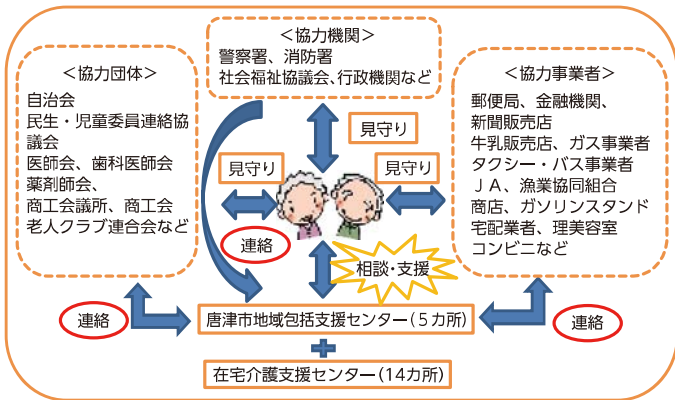 ＜協力機関＞
警察署、消防署
社会福祉協議会、行政機関など
＜協力団体＞
自治会
民生・児童委員連絡協
議会
医師会、歯科医師会
薬剤師会、
商工会議所、商工会
老人クラブ連合会など
＜協力事業者＞
郵便局、金融機関、
新聞販売店
牛乳販売店、ガス事業者
タクシー・バス事業者
ＪＡ、漁業協同組合
商店、ガソリンスタンド
宅配業者、理美容室
コンビニなど
見守り
見守り
見守り
連絡
相談・支援
連絡
唐津市地域包括支援センター（５カ所）
連絡
在宅介護支援センター（14カ所）